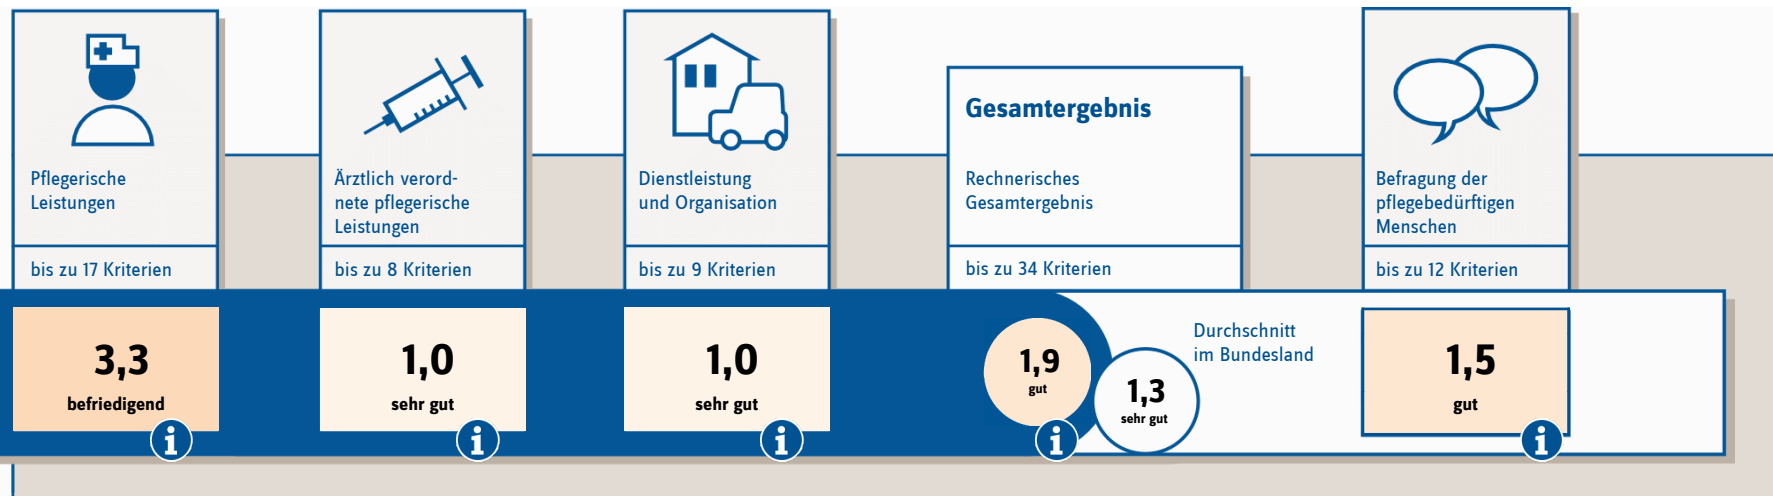 Pflegerische
Leistungen
bis zu 17 Kriterien
3,3
befriedigend
i
Ärztlich verord-
nete pflegerische
Leistungen
bis zu 8 Kriterien
1,0
sehr gut
i
Dienstleistung
und Organisation
bis zu 9 Kriterien
1,0
sehr gut
i
Gesamtergebnis
Rechnerisches
Gesamtergebnis
bis zu 34 Kriterien
1,9
gut
i
1,3
sehr gut
Durchschnitt
im Bundesland
Befragung der
pflegebedürftigen
Menschen
bis zu 12 Kriterien
1,5
gut
i